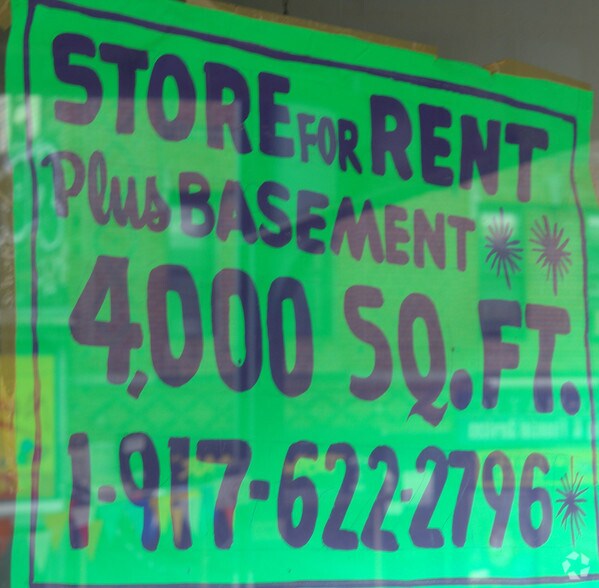 STORE FOR RENT
Plus BASEMENT
4,000 SQ. FT.
1-917-622-2796